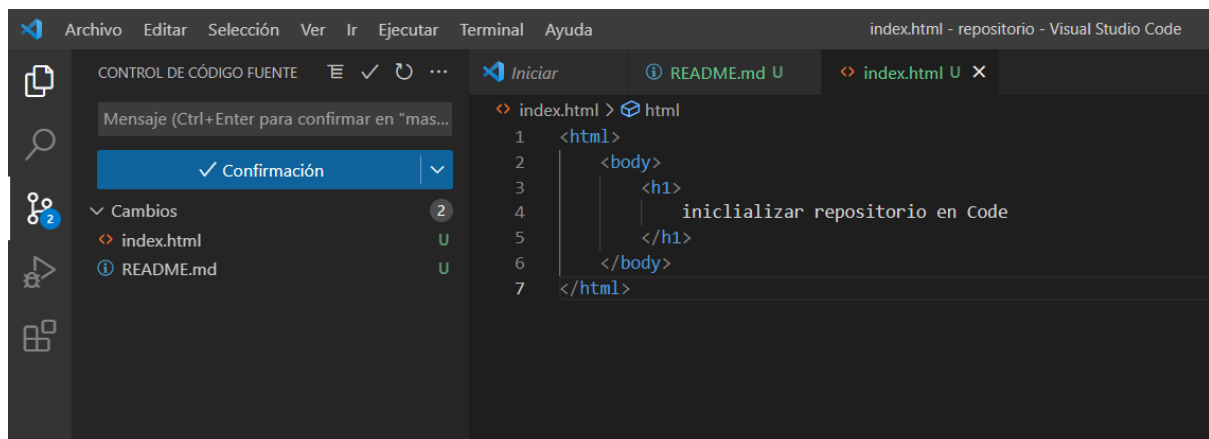 Archivo Editar Selección Ver Ir Ejecutar Terminal Ayuda index.html - repositorio - Visual Studio Code
CONTROL DE CÓDIGO FUENTE
Mensaje (Ctrl+Enter para confirmar en "mas...
Confirmación
Cambios 2
index.html U
README.md U
2
Iniciar README.md U index.html U
index.html > html
1 <html>
2 <body>
3 <h1>
4 iniclializar repositorio en Code
5 </h1>
6 </body>
7 </html>